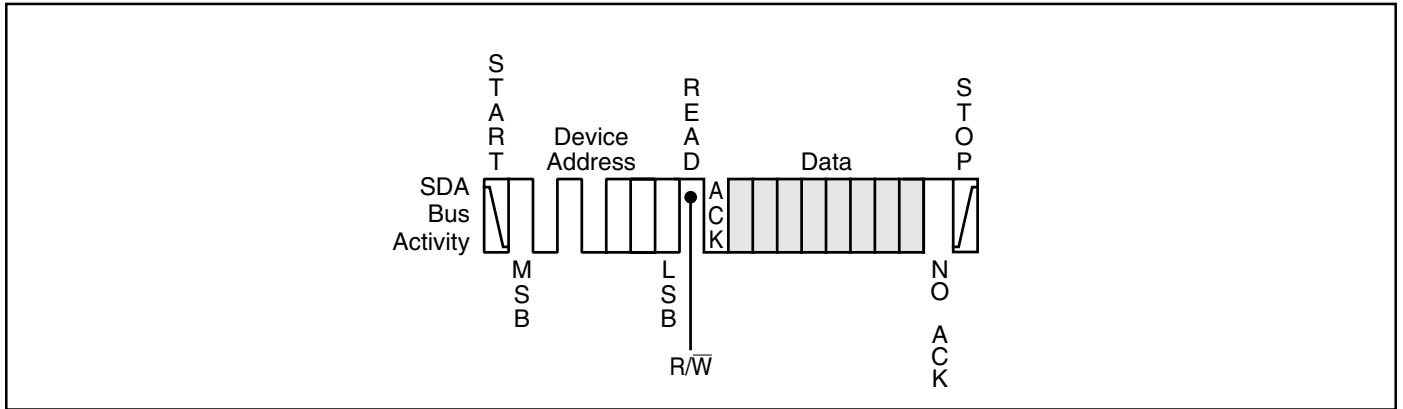 START
READ
STOP
Device
Address
Data
SDA
Bus
Activity
ACK
MSB
LSB
NO ACK
R/W̅